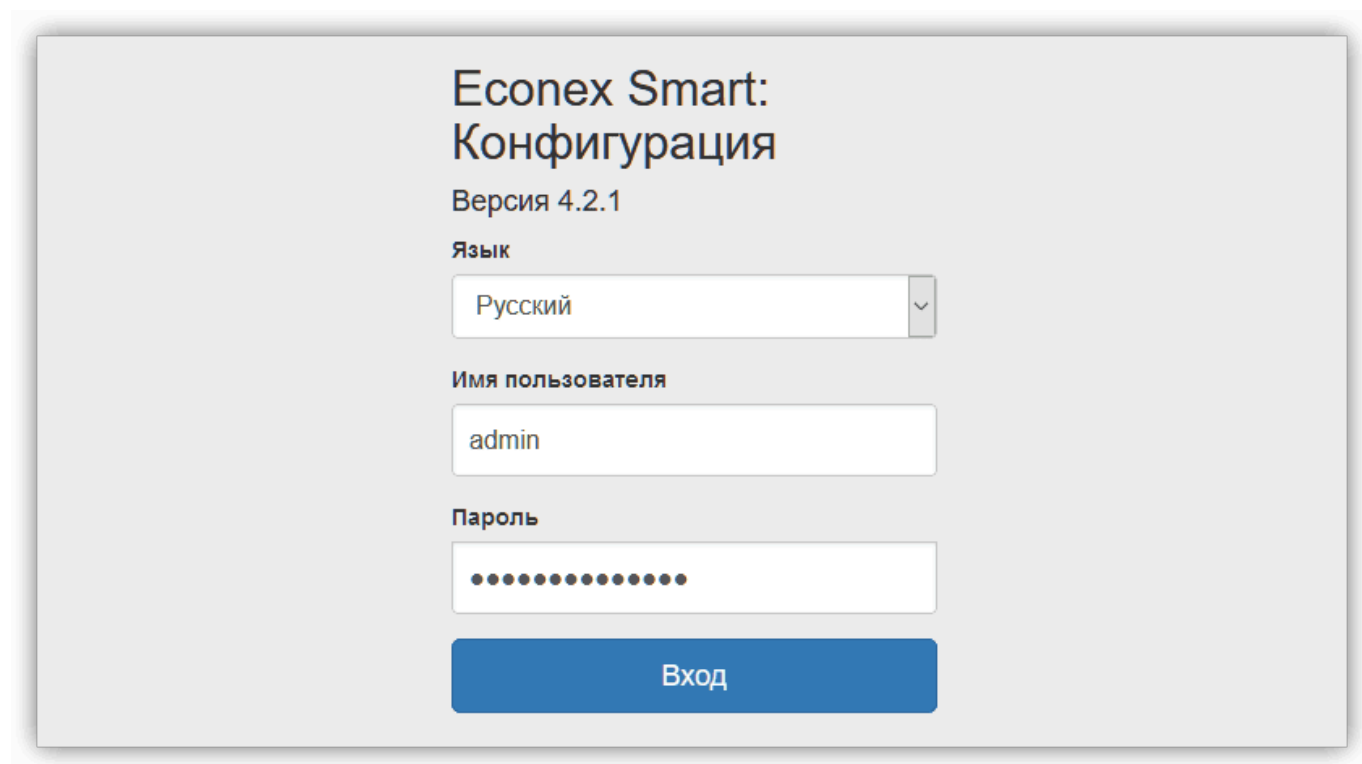 Econex Smart:
Конфигурация
Версия 4.2.1
Язык
Русский
Имя пользователя
admin
Пароль
●●●●●●●●●●●●●●
Вход